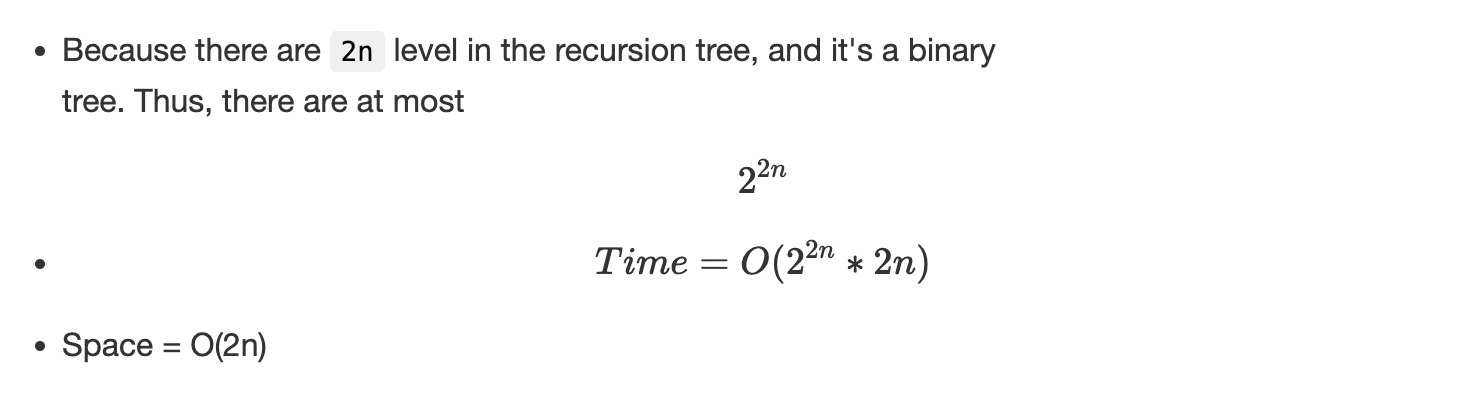 • Because there are 2n level in the recursion tree, and it's a binary
tree. Thus, there are at most
2^{2n}
• Time = O(2^{2n} * 2n)
• Space = O(2n)